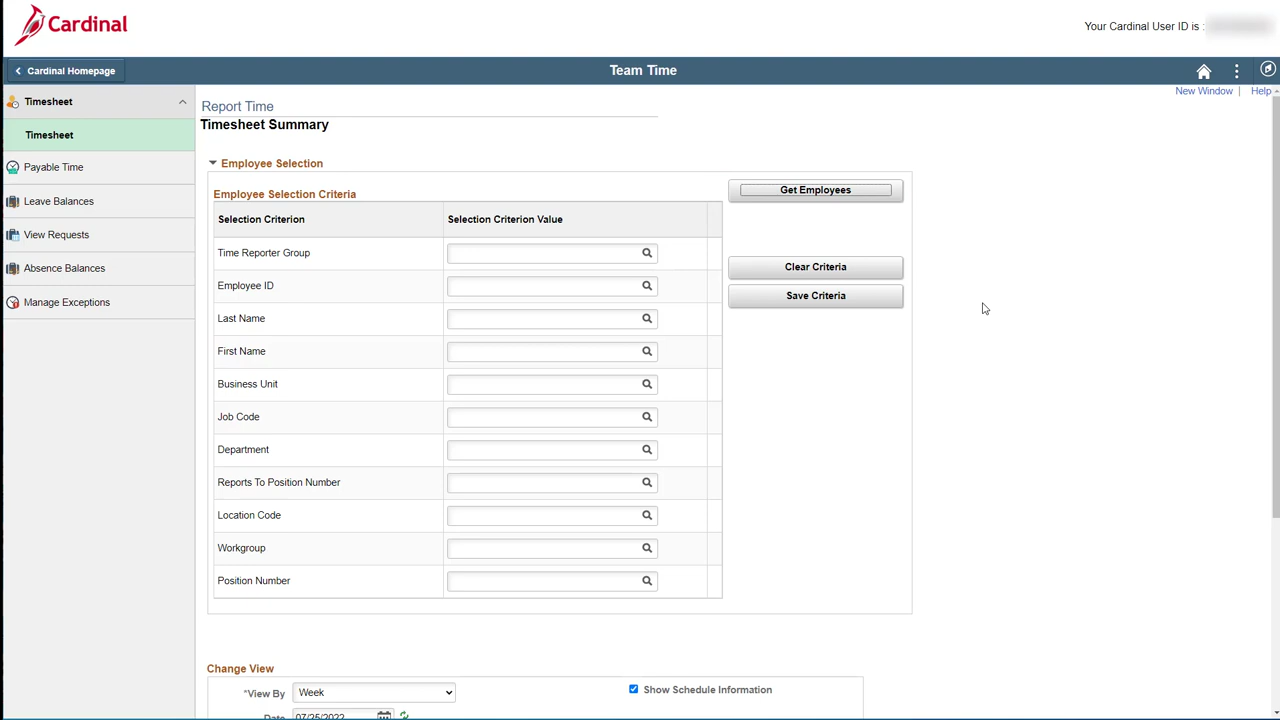 Cardinal
Your Cardinal User ID is :
Cardinal Homepage
Team Time
New Window | Help
Timesheet
Timesheet
Payable Time
Leave Balances
View Requests
Absence Balances
Manage Exceptions
Report Time
Timesheet Summary
Employee Selection
Employee Selection Criteria
Get Employees
Selection Criterion Selection Criterion Value
Time Reporter Group
Clear Criteria
Employee ID
Save Criteria
Last Name
First Name
Business Unit
Job Code
Department
Reports To Position Number
Location Code
Workgroup
Position Number
Change View
*View By Week
Show Schedule Information
Date 07/25/2022